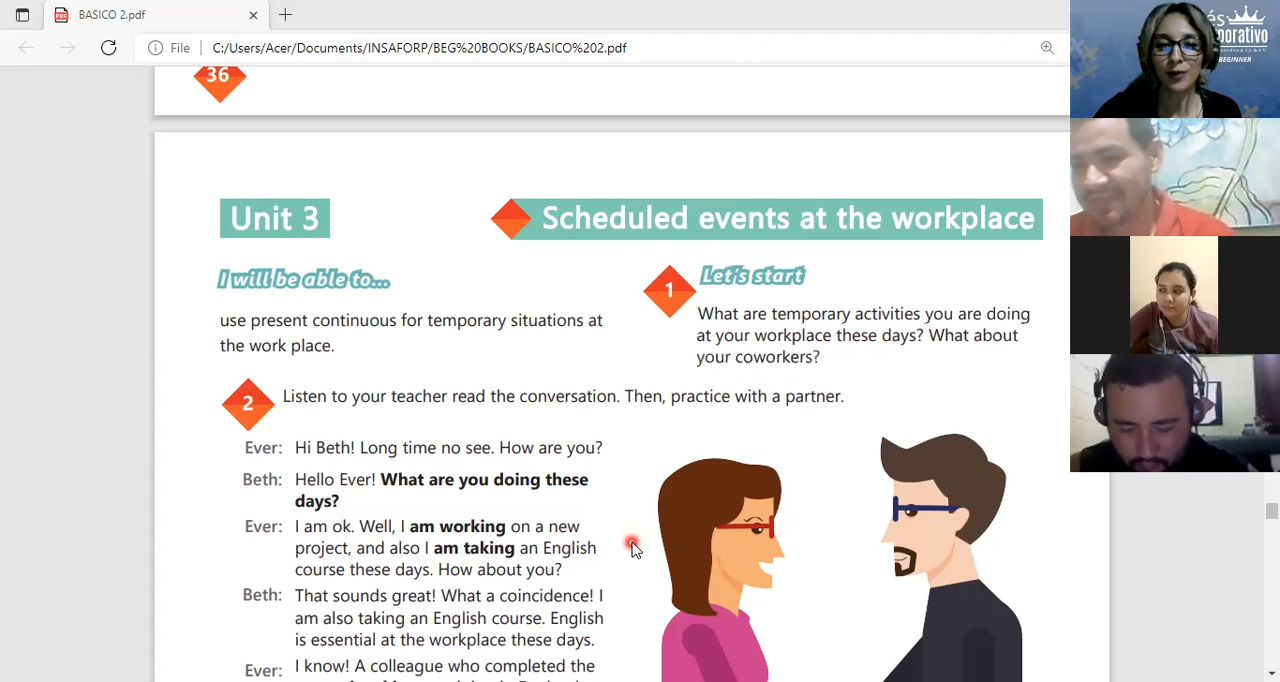 BASICO 2.pdf
File
C:/Users/Acer/Documents/INSAFORP/BEG%20BOOKS/BASICO%202.pdf
BEGINNER
36
Unit 3
Scheduled events at the workplace
I will be able to...
use present continuous for temporary situations at
the work place.
1
Let's start
What are temporary activities you are doing
at your workplace these days? What about
your coworkers?
2
Listen to your teacher read the conversation. Then, practice with a partner.
Ever: Hi Beth! Long time no see. How are you?
Beth: Hello Ever! What are you doing these
days?
Ever: I am ok. Well, I am working on a new
project, and also I am taking an English
course these days. How about you?
Beth: That sounds great! What a coincidence! I
am also taking an English course. English
is essential at the workplace these days.
Ever: I know! A colleague who completed the